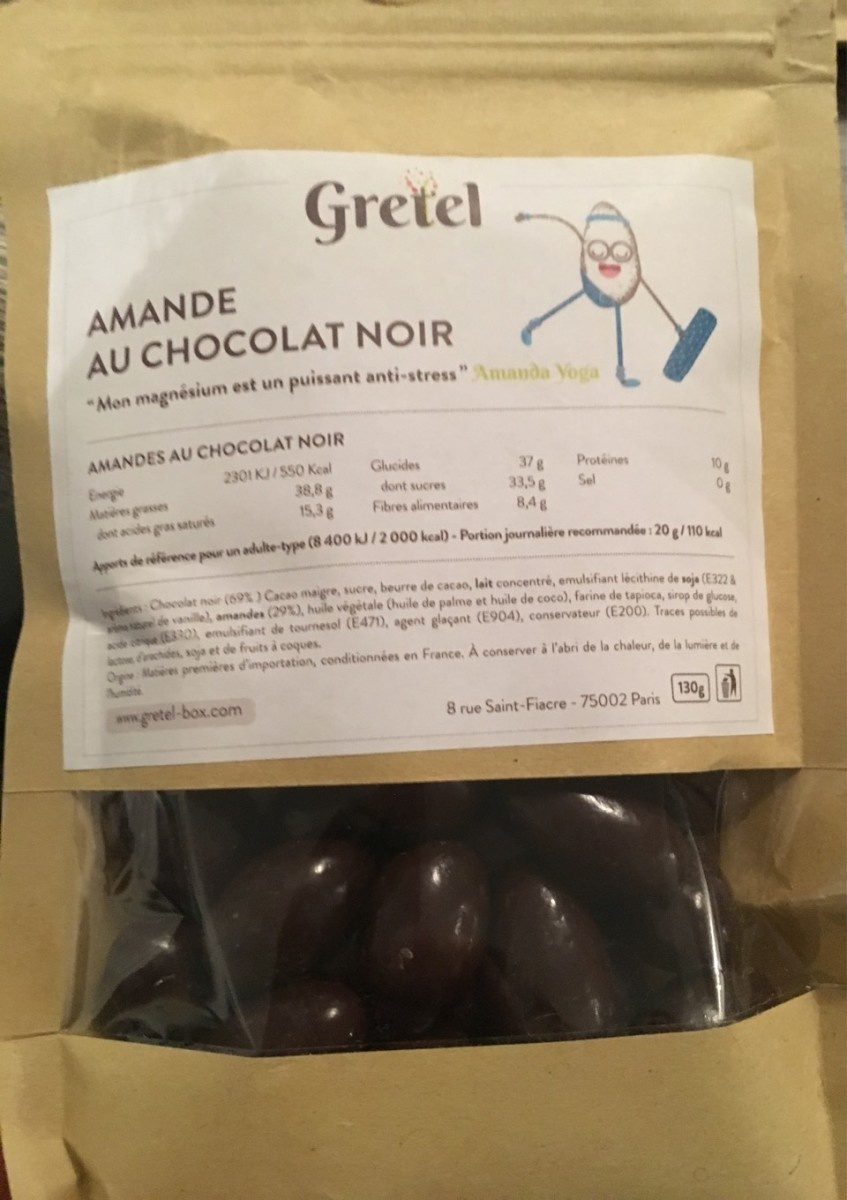 Gretel
AMANDE
AU CHOCOLAT NOIR
"Mon magnésium est un puissant anti-stress" Amanda Yoga
AMANDES AU CHOCOLAT NOIR
Energie 2301 KJ / 550 Kcal Glucides 37 g Protéines 10g
Matières grasses 38,8 g dont sucres 33,5 g Sel 0g
dont acides gras saturés 15,3 g Fibres alimentaires 8,4 g
Apports de référence pour un adulte-type (8 400 kJ / 2 000 kcal) - Portion journalière recommandée : 20 g / 110 kcal
Ingrédients : Chocolat noir (69% ) Cacao maigre, sucre, beurre de cacao, lait concentré, emulsifiant lécithine de soja (E322 &
naturel de vanille), amandes (29%), huile végétale (huile de palme et huile de coco), farine de tapioca, sirop de glucose,
acide citrique (E330), emulsifiant de tournesol (E471), agent glaçant (E904), conservateur (E200). Traces possibles de
lactose, d'arachides, soja et de fruits à coques.
Origine : Matières premières d'importation, conditionnées en France. À conserver à l'abri de la chaleur, de la lumière et de
l'humidité.
www.gretel-box.com 8 rue Saint-Fiacre - 75002 Paris 130g